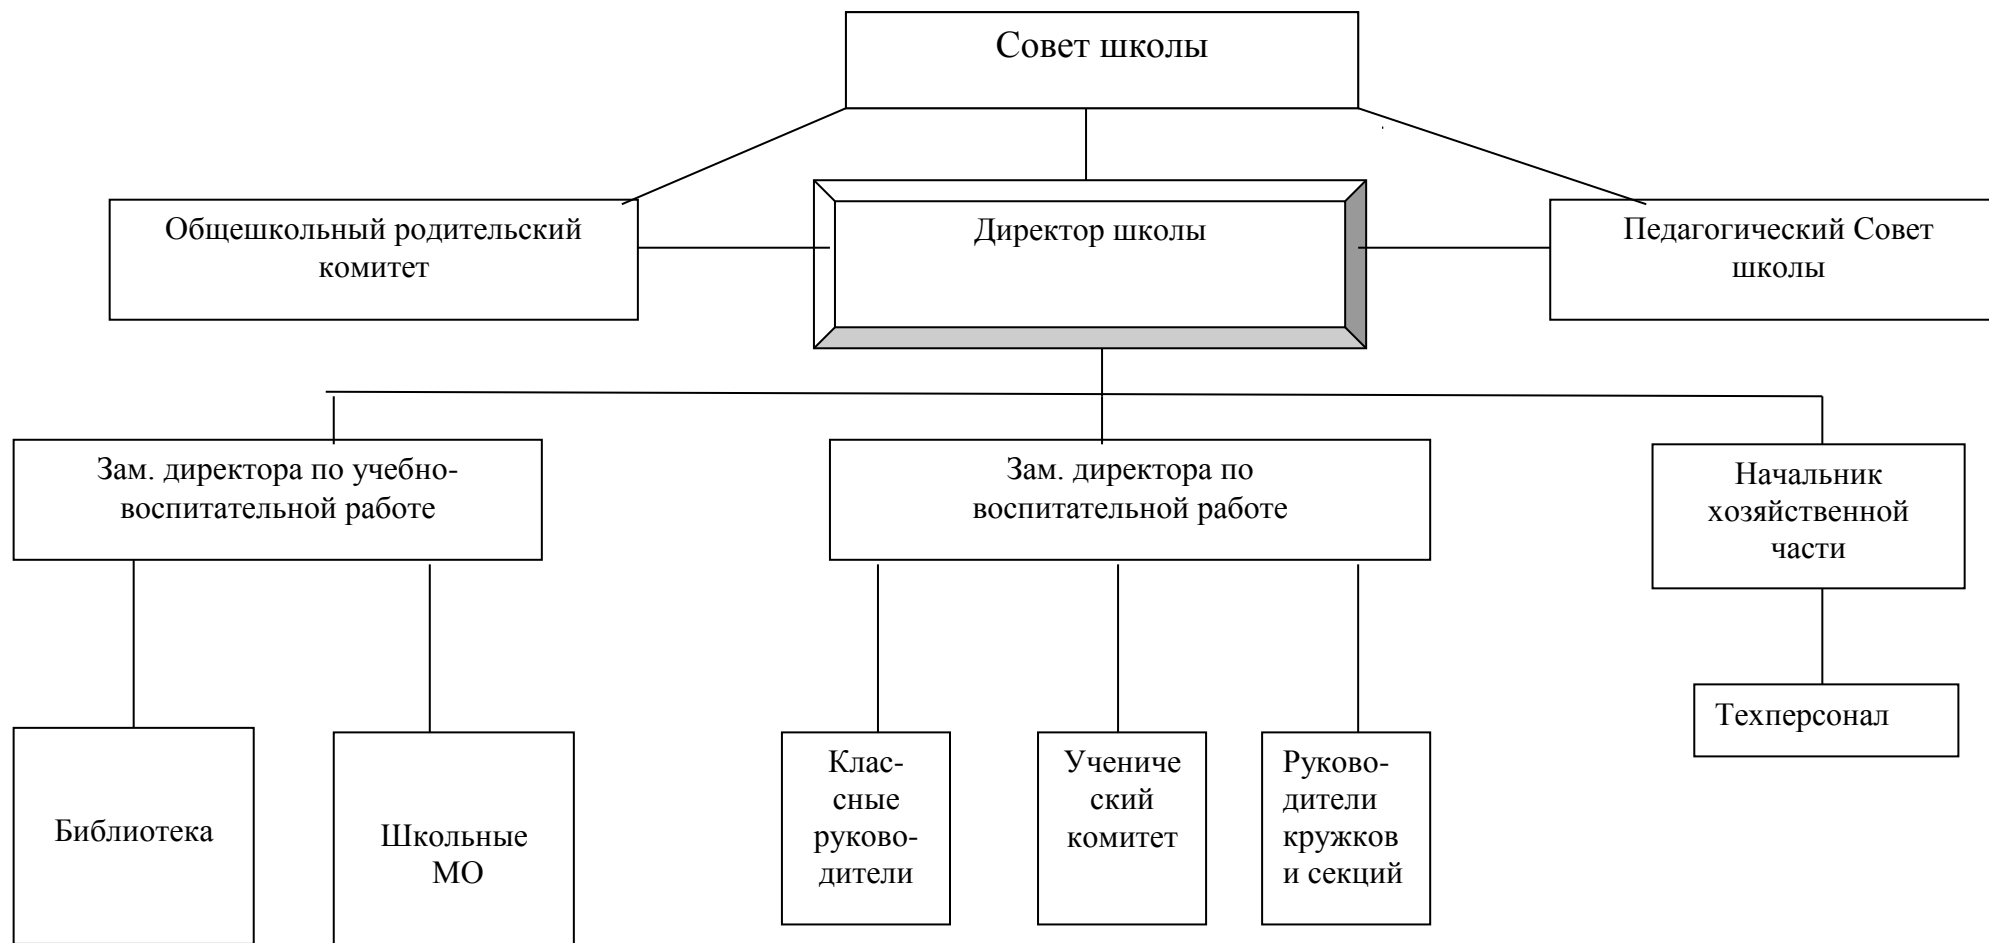 Совет школы
Общешкольный родительский
комитет
Директор школы
Педагогический Совет
школы
Зам. директора по учебно-
воспитательной работе
Зам. директора по
воспитательной работе
Начальник
хозяйственной
части
Библиотека
Школьные
МО
Клас-
сные
руково-
дители
Учениче
ский
комитет
Руково-
дители
кружков
и секций
Техперсонал